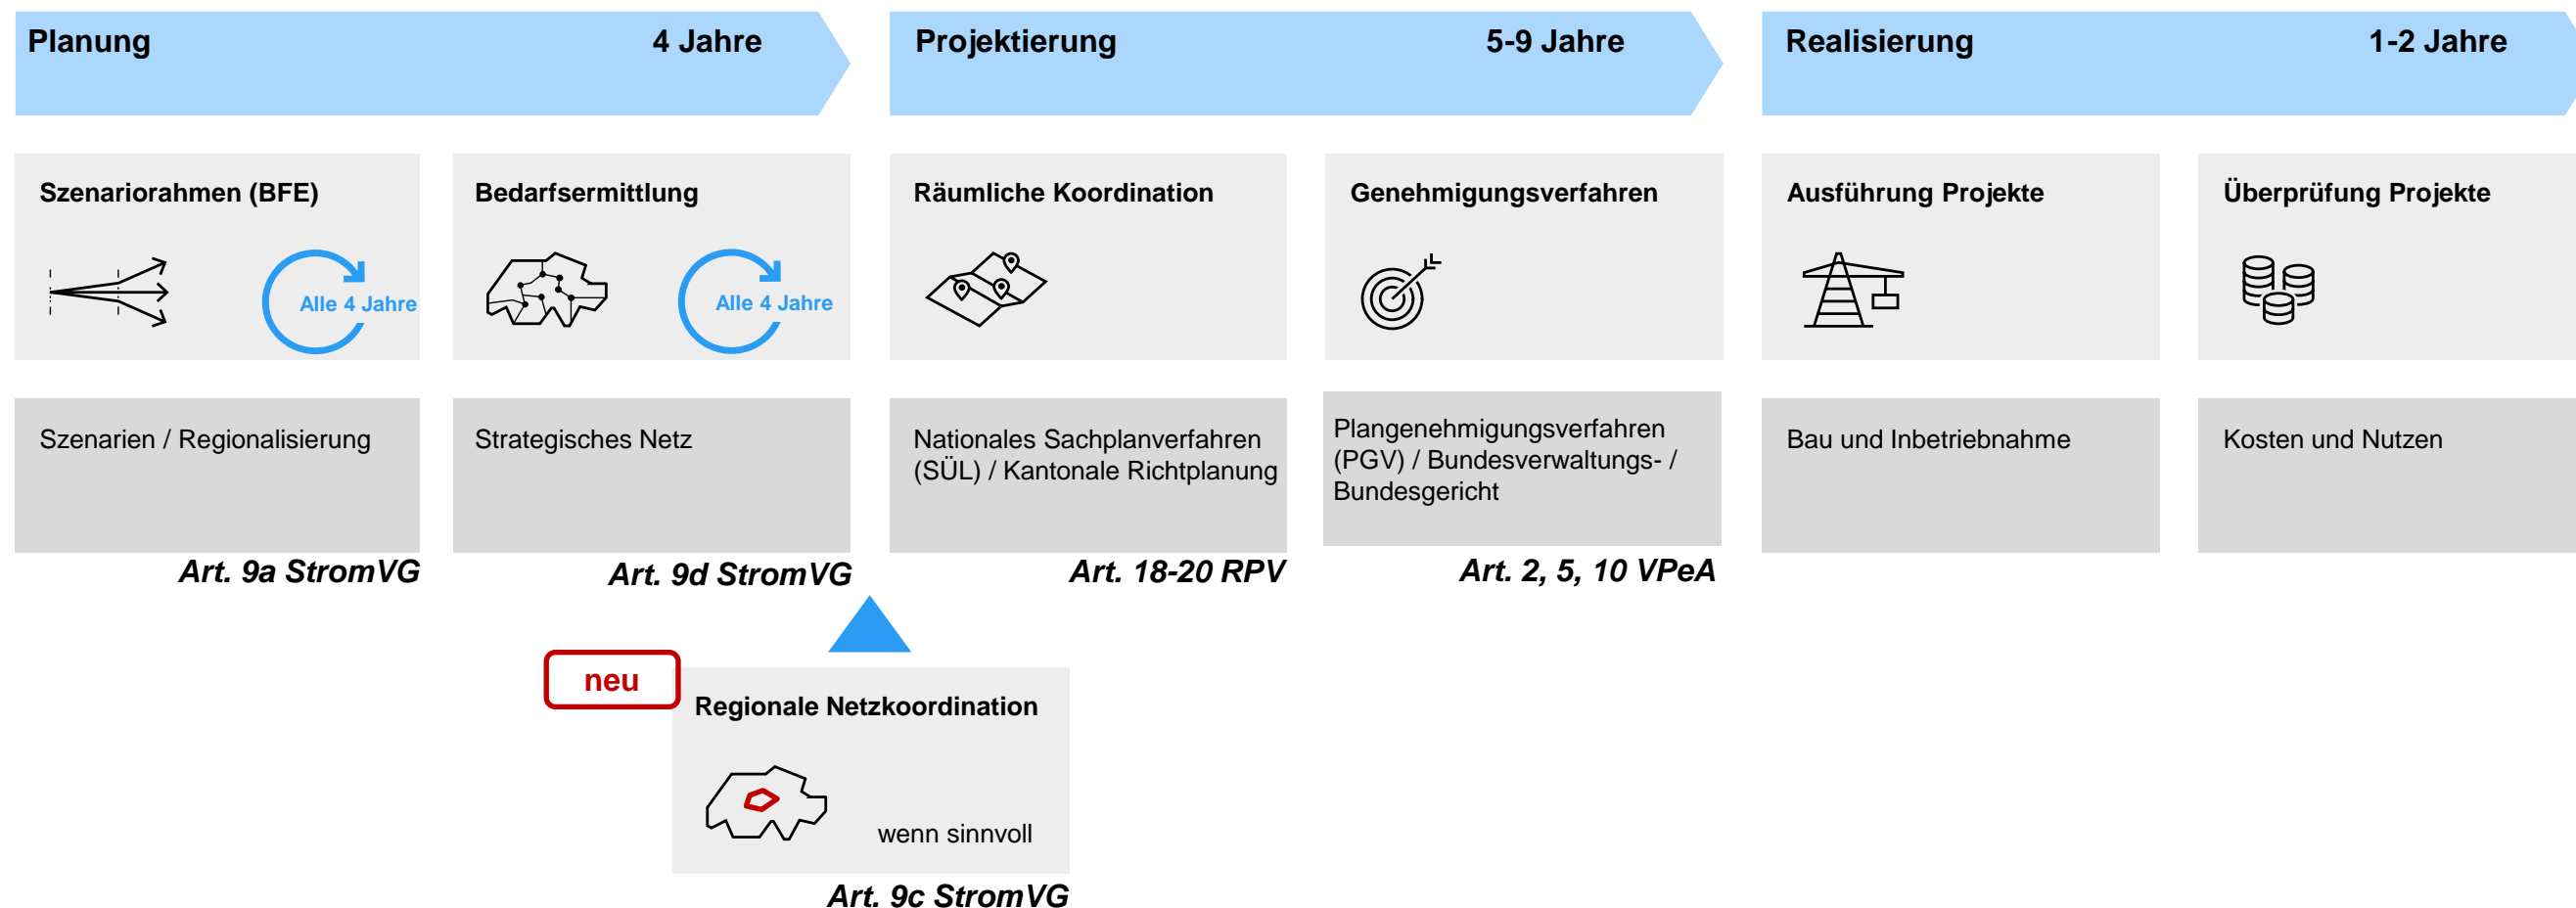 Planung 4 Jahre
Projektierung 5-9 Jahre
Realisierung 1-2 Jahre
Szenariorahmen (BFE)
Alle 4 Jahre
Bedarfsermittlung
Alle 4 Jahre
Räumliche Koordination
Genehmigungsverfahren
Ausführung Projekte
Überprüfung Projekte
Szenarien / Regionalisierung
Strategisches Netz
Nationales Sachplanverfahren
(SÜL) / Kantonale Richtplanung
Plangenehmigungsverfahren
(PGV) / Bundesverwaltungs- /
Bundesgericht
Bau und Inbetriebnahme
Kosten und Nutzen
Art. 9a StromVG
Art. 9d StromVG
Art. 18-20 RPV
Art. 2, 5, 10 VPeA
neu
Regionale Netzkoordination
wenn sinnvoll
Art. 9c StromVG